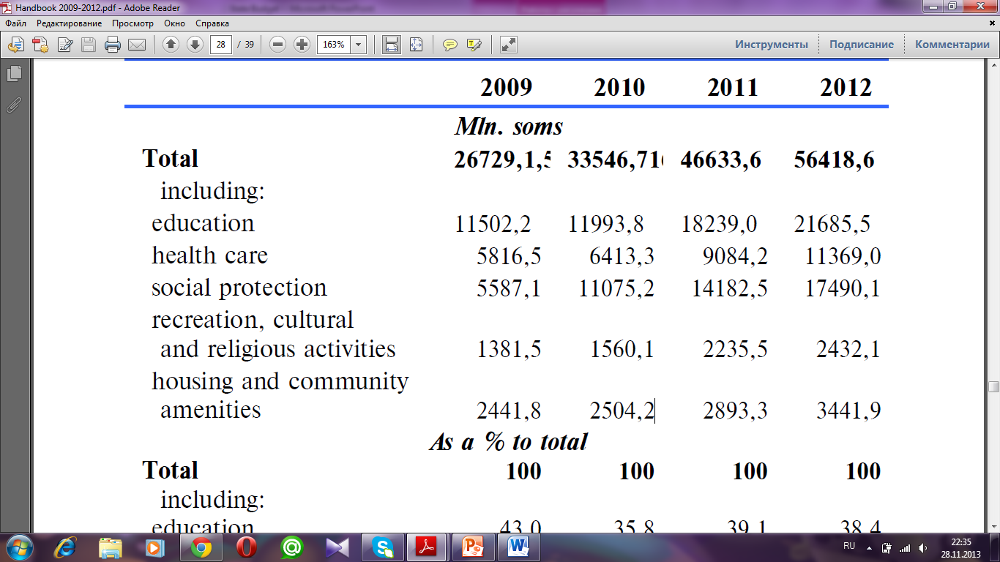 Handbook 2009-2012.pdf - Adobe Reader
Файл Редактирование Просмотр Окно Справка
28 / 39 163% Инструменты Подписание Комментарии
2009 2010 2011 2012
Mln. soms
Total 26729,1,5 33546,71 46633,6 56418,6
including:
education 11502,2 11993,8 18239,0 21685,5
health care 5816,5 6413,3 9084,2 11369,0
social protection 5587,1 11075,2 14182,5 17490,1
recreation, cultural
and religious activities 1381,5 1560,1 2235,5 2432,1
housing and community
amenities 2441,8 2504,2 2893,3 3441,9
As a % to total
Total 100 100 100 100
including:
education 43,0 35,8 39,1 38,4
RU 22:35
28.11.2013